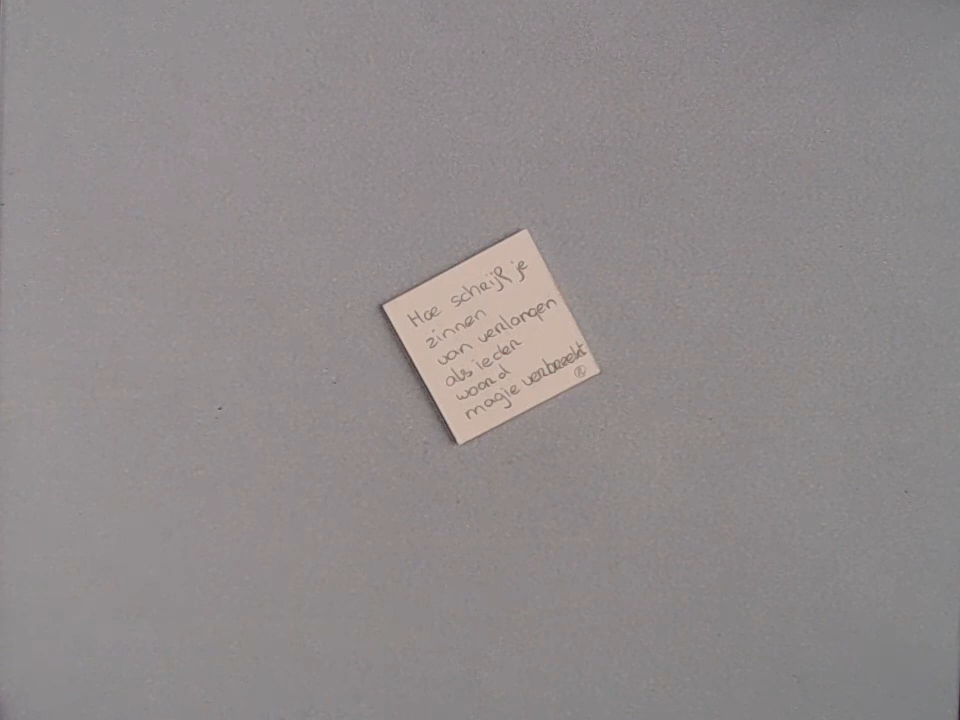 Hoe schrijf je
zinnen
van verlangen
als ieder
woord
magie verbreekt